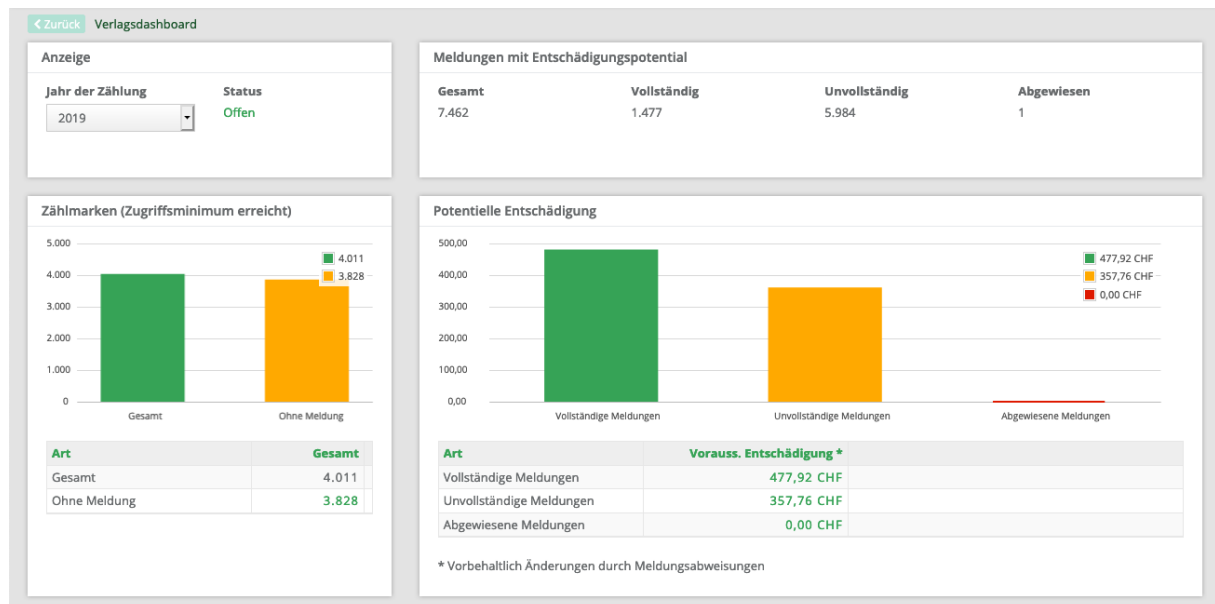 Zurück Verlagsdashboard
Anzeige
Jahr der Zählung Status
2019 Offen
Meldungen mit Entschädigungspotential
Gesamt Vollständig Unvollständig Abgewiesen
7.462 1.477 5.984 1
Zählmarken (Zugriffsminimum erreicht)
5.000
4.000
3.000
2.000
1.000
0
4.011
3.828
Gesamt Ohne Meldung
Art Gesamt
Gesamt 4.011
Ohne Meldung 3.828
Potentielle Entschädigung
500,00
400,00
300,00
200,00
100,00
0,00
477,92 CHF
357,76 CHF
0,00 CHF
Vollständige Meldungen Unvollständige Meldungen Abgewiesene Meldungen
Art Vorauss. Entschädigung *
Vollständige Meldungen 477,92 CHF
Unvollständige Meldungen 357,76 CHF
Abgewiesene Meldungen 0,00 CHF
* Vorbehaltlich Änderungen durch Meldungsabweisungen